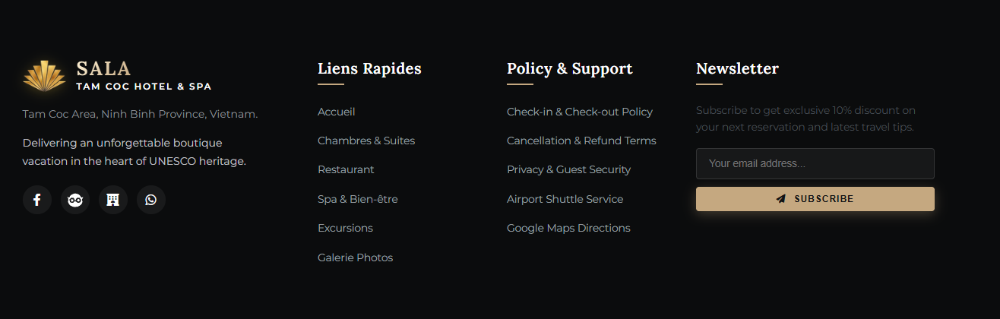 SALA
TAM COC HOTEL & SPA
Tam Coc Area, Ninh Binh Province, Vietnam.
Delivering an unforgettable boutique
vacation in the heart of UNESCO heritage.
Liens Rapides
Accueil
Chambres & Suites
Restaurant
Spa & Bien-être
Excursions
Galerie Photos
Policy & Support
Check-in & Check-out Policy
Cancellation & Refund Terms
Privacy & Guest Security
Airport Shuttle Service
Google Maps Directions
Newsletter
Subscribe to get exclusive 10% discount on
your next reservation and latest travel tips.
Your email address...
SUBSCRIBE